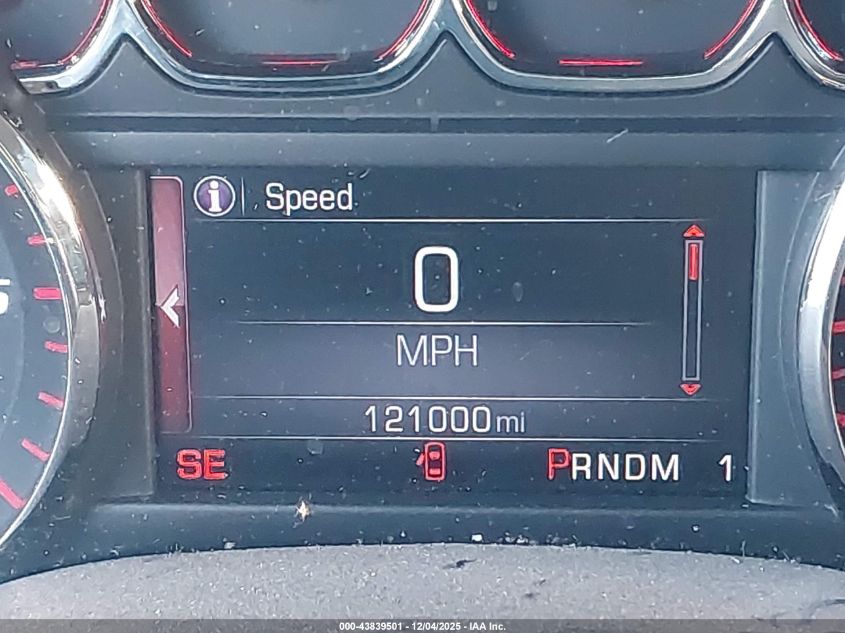 i Speed
0
MPH
121000mi
SE PRNDM 1
000-43839501 - 12/04/2025 - IAA Inc.